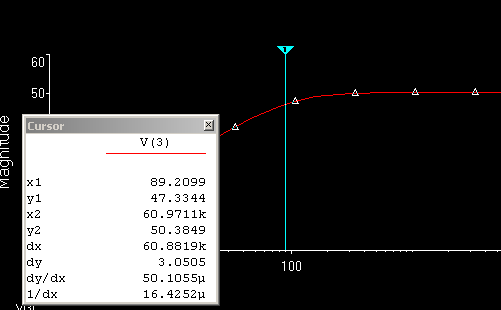 60
1
50
Magnitude
Cursor
V(3)
x1 89.2099
y1 47.3344
x2 60.9711k
y2 50.3849
dx 60.8819k
dy 3.0505
dy/dx 50.1055µ
1/dx 16.4252µ
100